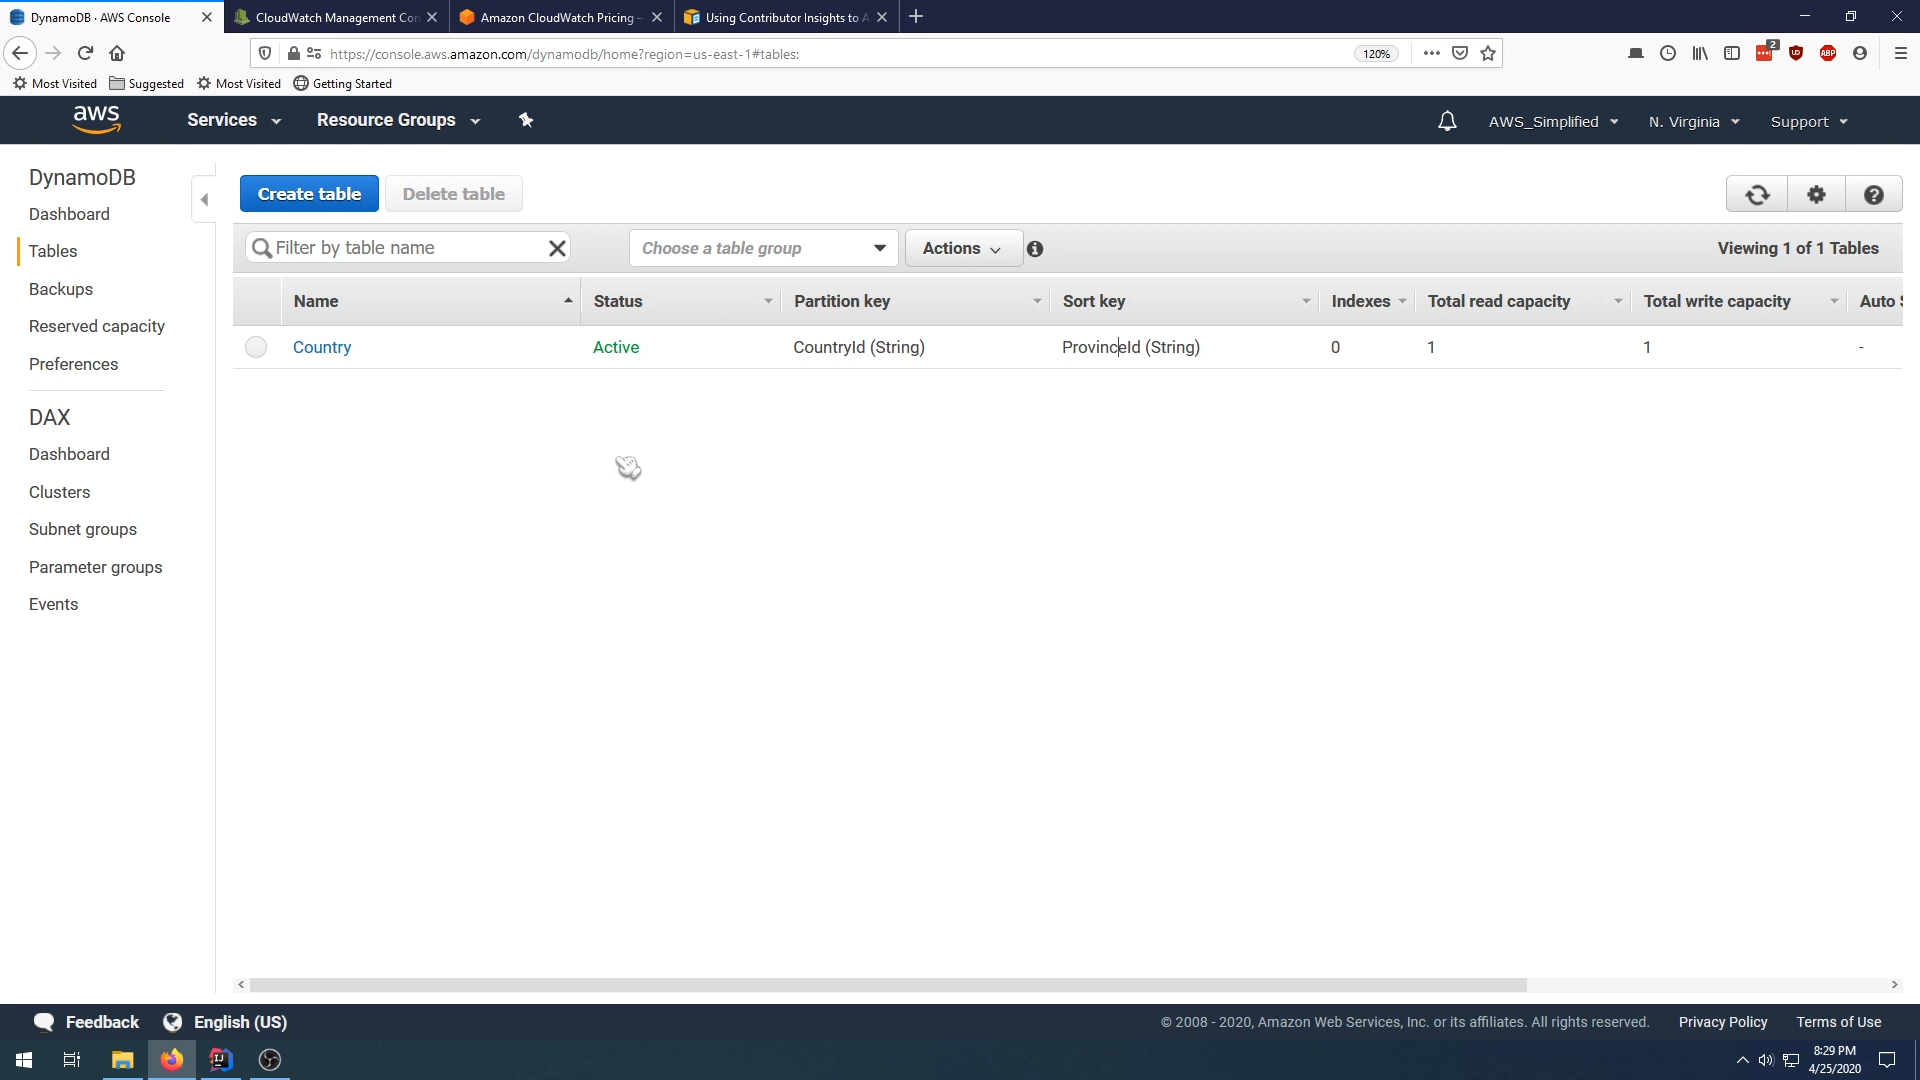 DynamoDB · AWS Console
CloudWatch Management Con
Amazon CloudWatch Pricing –
Using Contributor Insights to A
https://console.aws.amazon.com/dynamodb/home?region=us-east-1#tables:
120%
2
UD
ABP
Most Visited
Suggested
Most Visited
Getting Started
aws
Services
Resource Groups
AWS_Simplified
N. Virginia
Support
DynamoDB
Dashboard
Tables
Backups
Reserved capacity
Preferences
DAX
Dashboard
Clusters
Subnet groups
Parameter groups
Events
Create table
Delete table
Filter by table name
Choose a table group
Actions
Viewing 1 of 1 Tables
Name
Status
Partition key
Sort key
Indexes
Total read capacity
Total write capacity
Auto S
Country
Active
CountryId (String)
ProvinceId (String)
0
1
1
-
Feedback
English (US)
© 2008 - 2020, Amazon Web Services, Inc. or its affiliates. All rights reserved.
Privacy Policy
Terms of Use
IJ
8:29 PM
4/25/2020